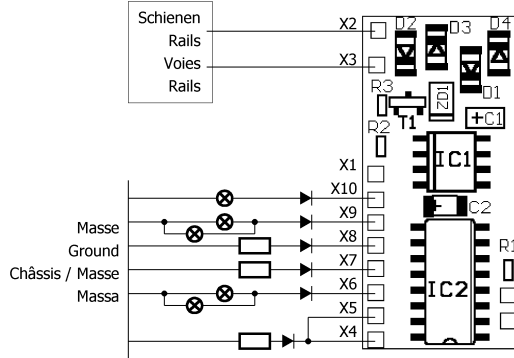 Schienen
Rails
Voies
Rails
X2
X3
D2
D3
D4
D1
R3
T1
ZD1
+C1
R2
X1
IC1
X10
C2
X9
Masse
X8
Ground
X7
Châssis / Masse
R1
X6
Massa
IC2
X5
X4